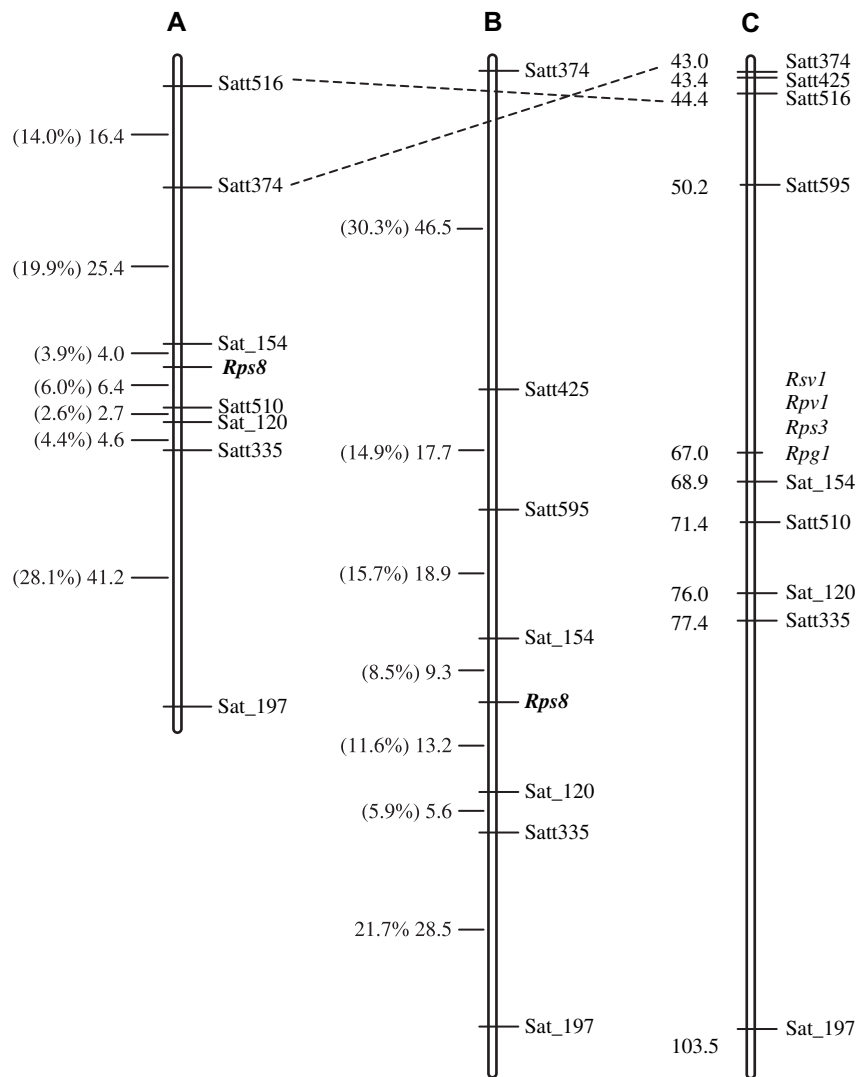 A
B
C
Satt516
(14.0%) 16.4
Satt374
(19.9%) 25.4
Sat_154
(3.9%) 4.0
Rps8
(6.0%) 6.4
Satt510
(2.6%) 2.7
Sat_120
(4.4%) 4.6
Satt335
(28.1%) 41.2
Sat_197
Satt374
(30.3%) 46.5
Satt425
(14.9%) 17.7
Satt595
(15.7%) 18.9
Sat_154
(8.5%) 9.3
Rps8
(11.6%) 13.2
Sat_120
(5.9%) 5.6
Satt335
21.7% 28.5
Sat_197
43.0 Satt374
43.4 Satt425
44.4 Satt516
50.2 Satt595
Rsv1
Rpv1
Rps3
67.0 Rpg1
68.9 Sat_154
71.4 Satt510
76.0 Sat_120
77.4 Satt335
103.5 Sat_197